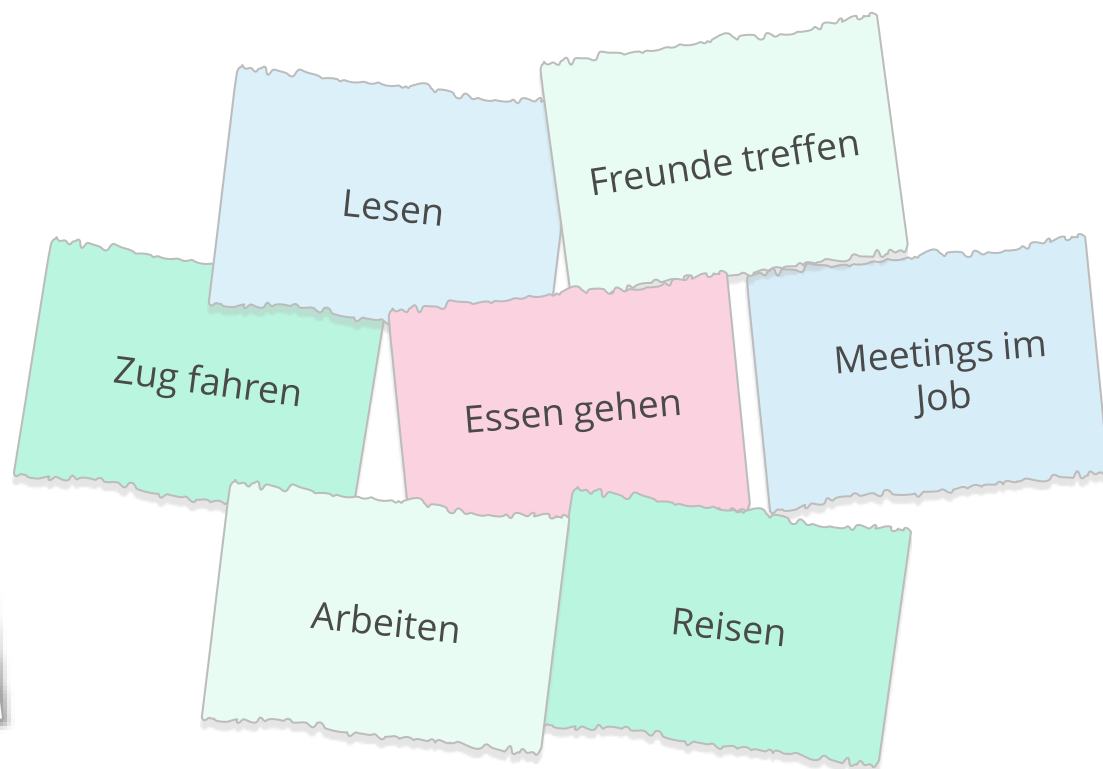 Freunde treffen
Lesen
Zug fahren
Essen gehen
Meetings im
Job
Arbeiten
Reisen